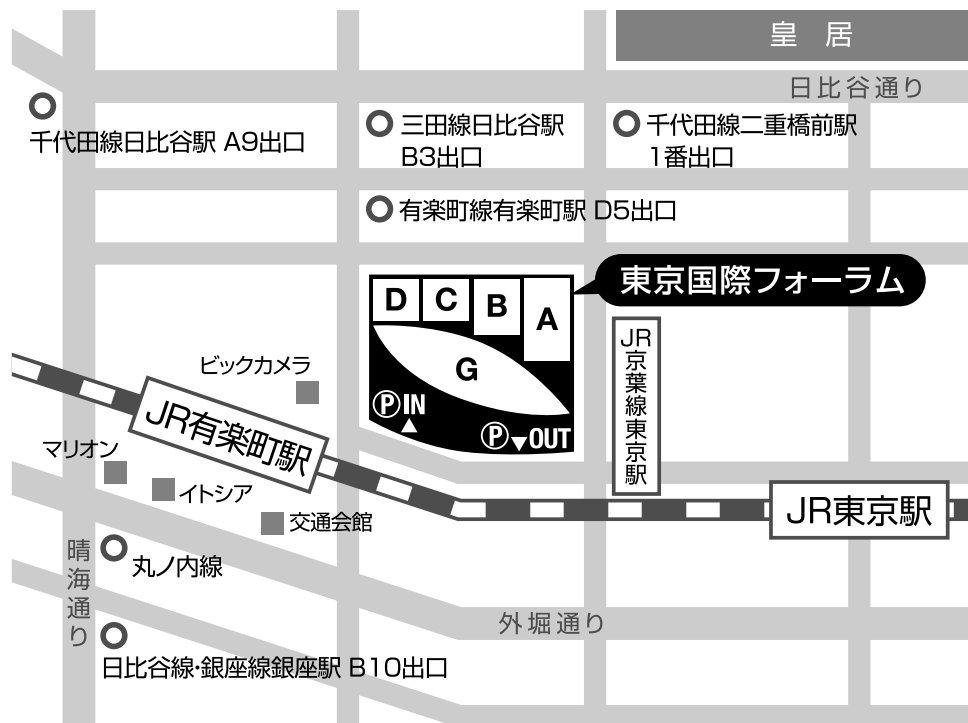 皇居
日比谷通り
千代田線日比谷駅 A9出口
三田線日比谷駅
B3出口
千代田線二重橋前駅
1番出口
有楽町線有楽町駅 D5出口
東京国際フォーラム
D
C
B
A
G
Ⓟ IN
Ⓟ OUT
JR京葉線東京駅
ビックカメラ
JR有楽町駅
マリオン
イトシア
交通会館
JR東京駅
晴海通り
丸ノ内線
外堀通り
日比谷線・銀座線銀座駅 B10出口